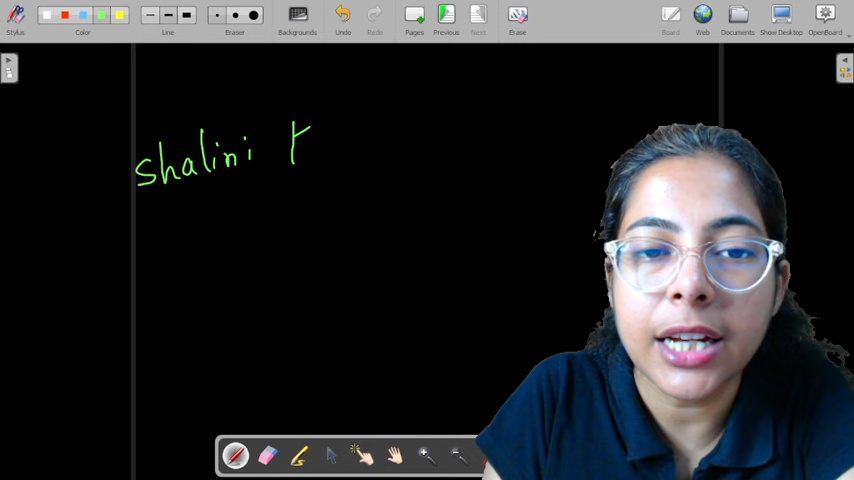 Stylus
Color
Line
Eraser
Backgrounds
Undo
Redo
Pages
Previous
Next
Erase
Board
Web
Documents
Show Desktop
OpenBoard
shalini